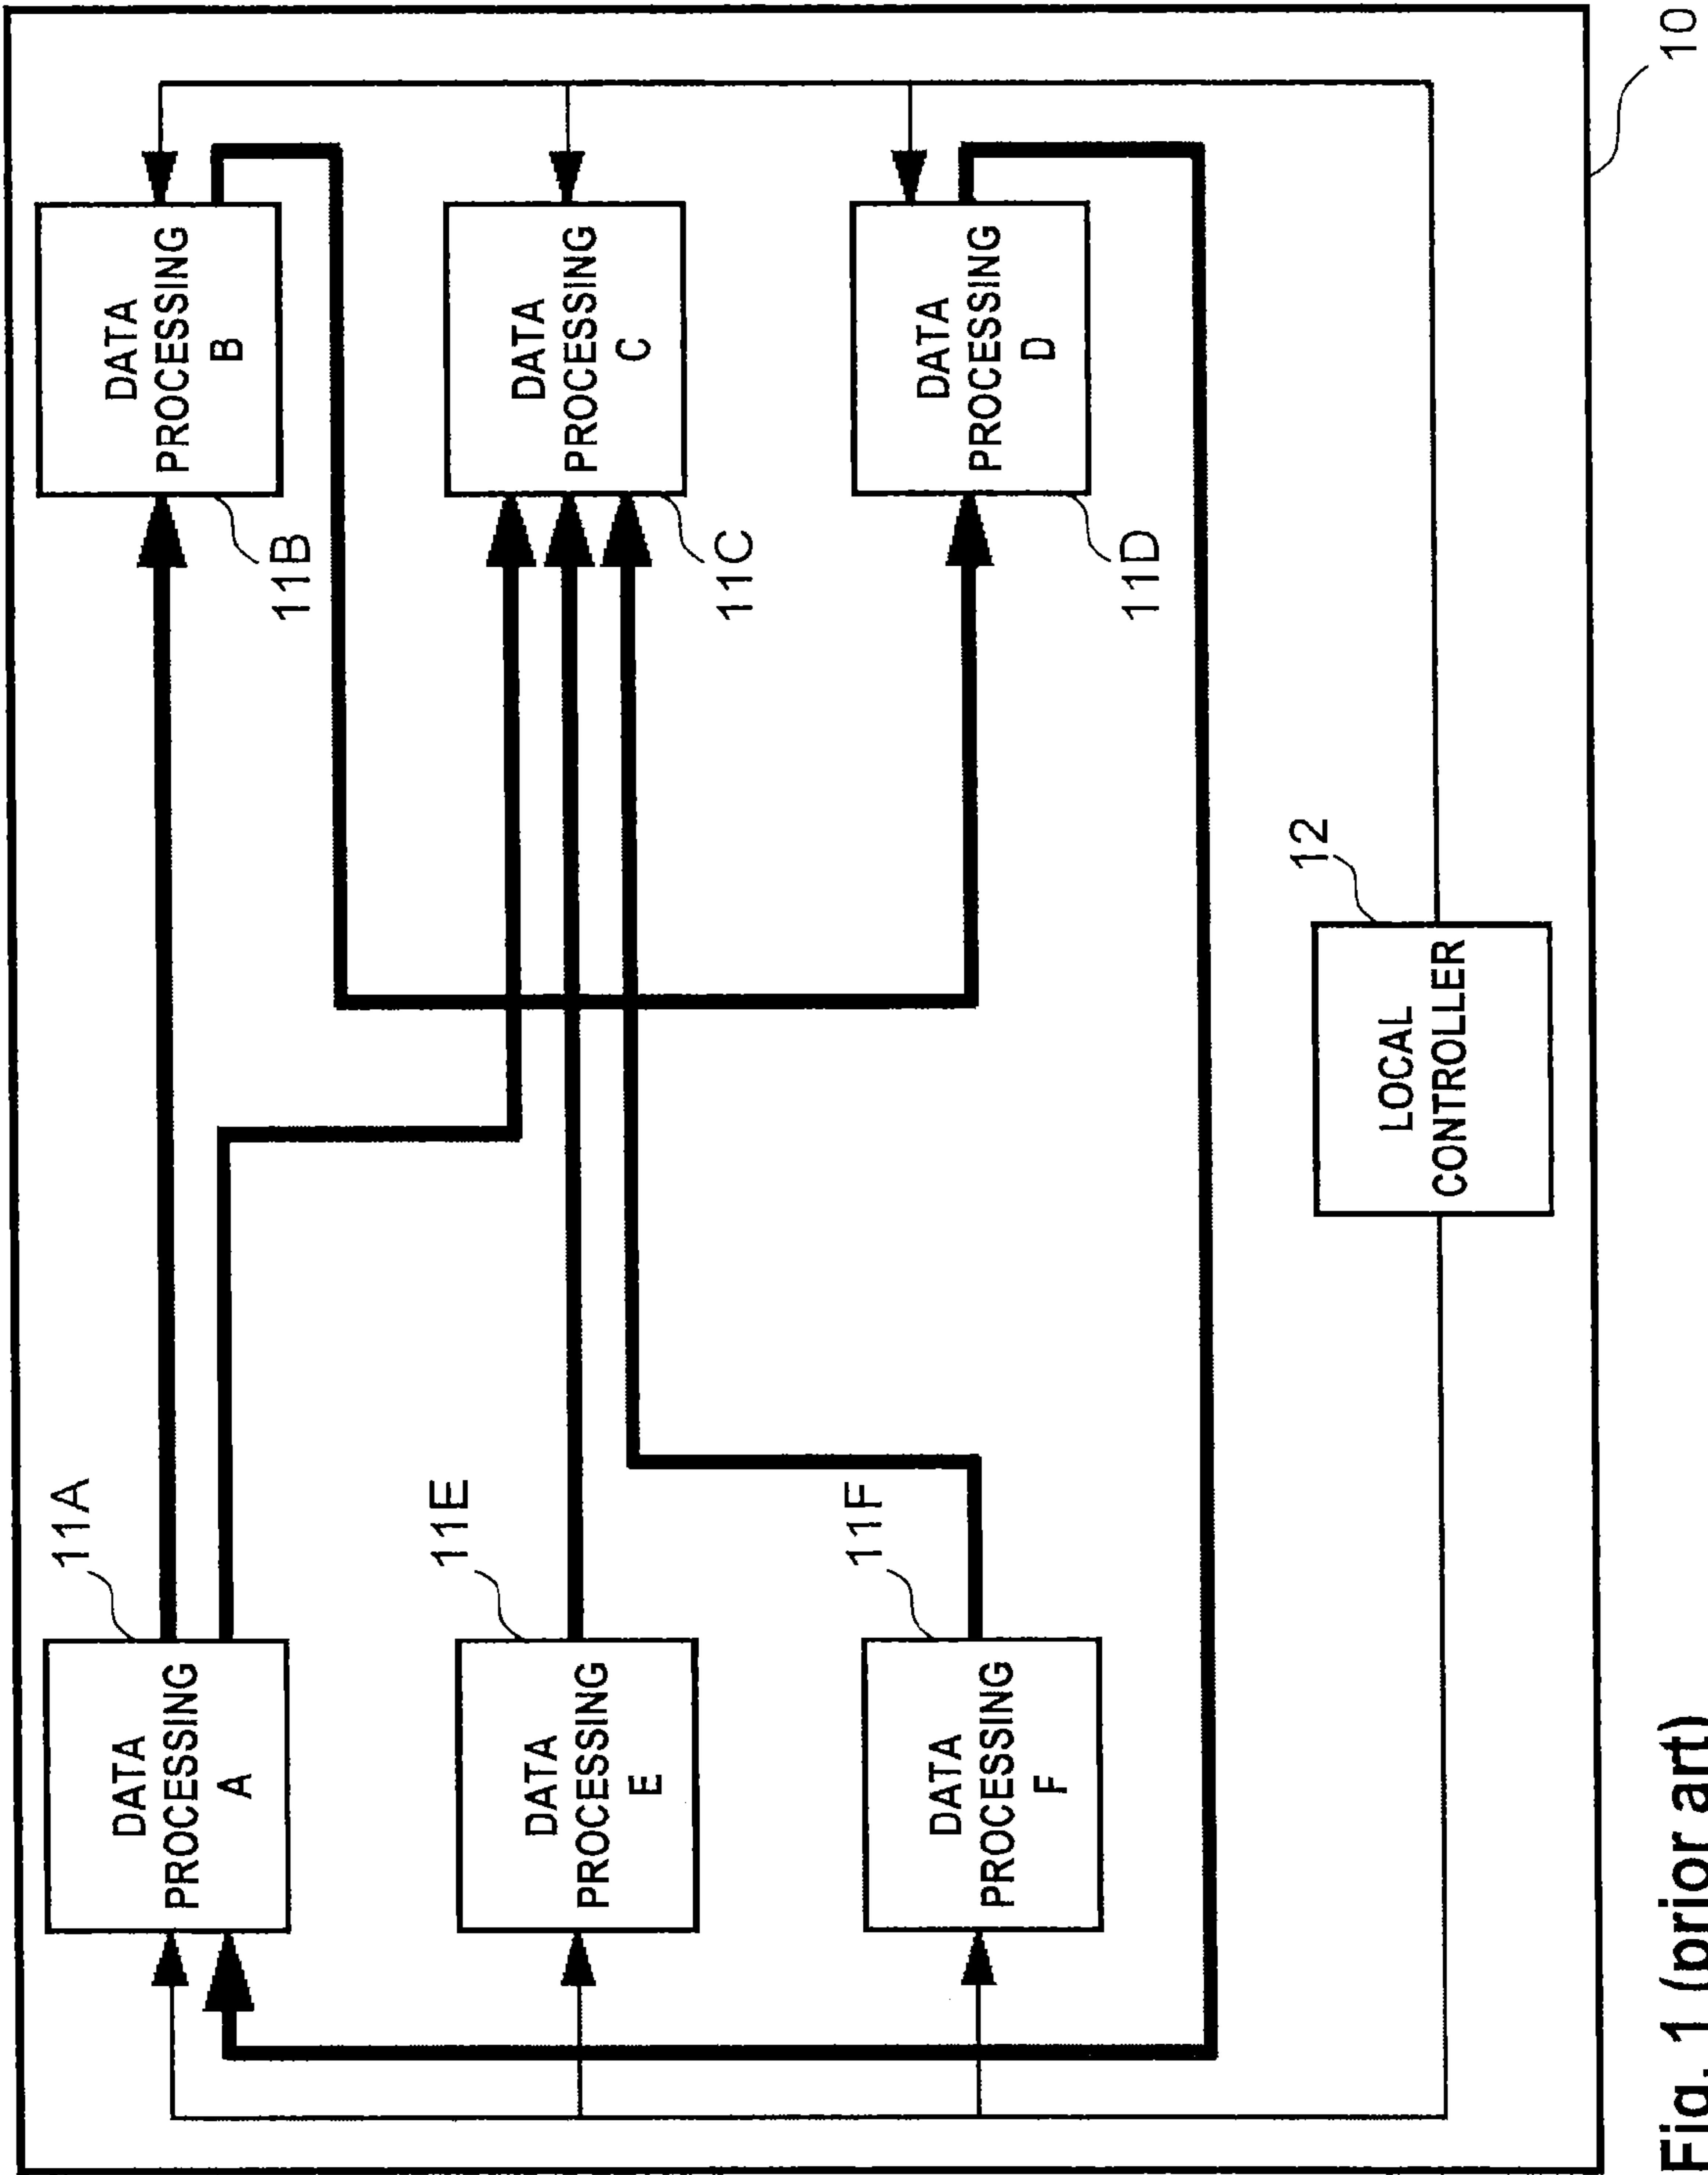 11A
DATA
PROCESSING
A
DATA
PROCESSING
B
11B
11E
DATA
PROCESSING
E
DATA
PROCESSING
C
11C
11F
DATA
PROCESSING
F
DATA
PROCESSING
D
11D
12
LOCAL
CONTROLLER
10
Fig. 1 (prior art)